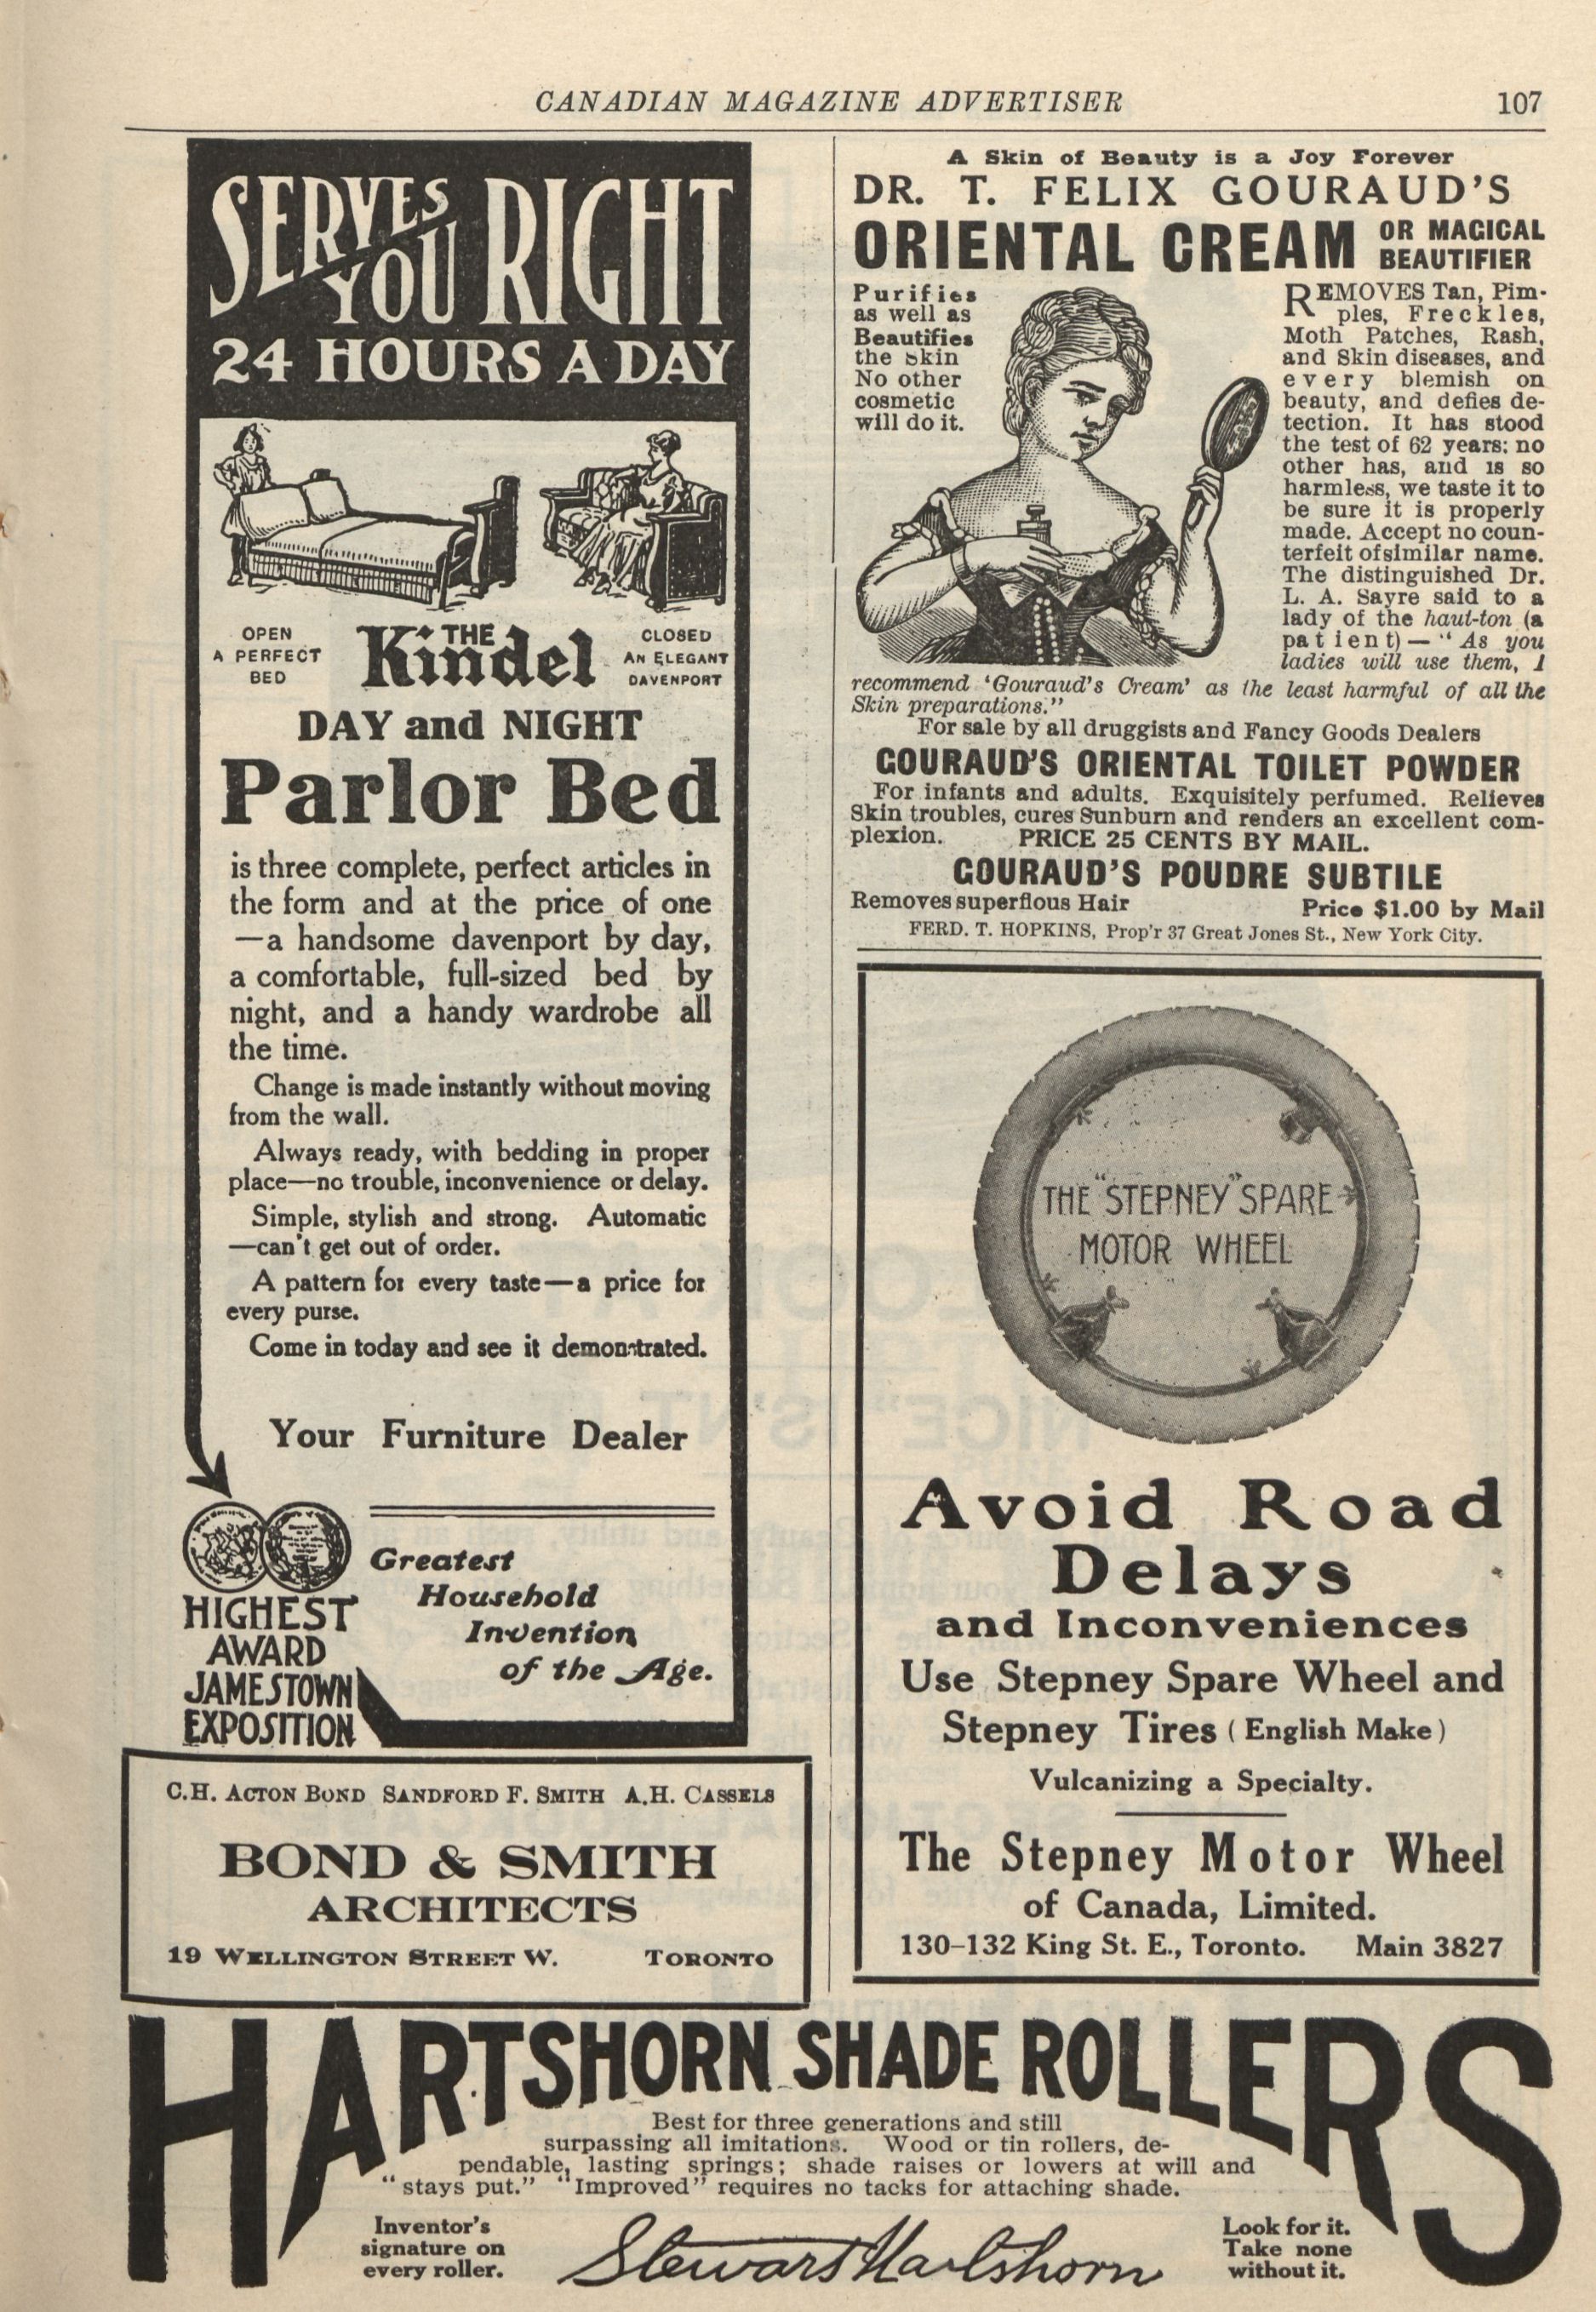 CANADIAN MAGAZINE ADVERTISER
107
SERVES YOU RIGHT
24 HOURS A DAY
OPEN
A PERFECT
BED
THE
Kindel
CLOSED
AN ELEGANT
DAVENPORT
DAY and NIGHT
Parlor Bed
is three complete, perfect articles in
the form and at the price of one
—a handsome davenport by day,
a comfortable, full-sized bed by
night, and a handy wardrobe all
the time.
Change is made instantly without moving
from the wall.
Always ready, with bedding in proper
place—no trouble, inconvenience or delay.
Simple, stylish and strong. Automatic
—can't get out of order.
A pattern for every taste—a price for
every purse.
Come in today and see it demonstrated.
Your Furniture Dealer
HIGHEST
AWARD
JAMESTOWN
EXPOSITION
Greatest
Household
Invention
of the Age.
C.H. ACTON BOND SANDFORD F. SMITH A.H. CASSELS
BOND & SMITH
ARCHITECTS
19 WELLINGTON STREET W. TORONTO
A Skin of Beauty is a Joy Forever
DR. T. FELIX GOURAUD'S
ORIENTAL CREAM OR MAGICAL
BEAUTIFIER
Purifies
as well as
Beautifies
the skin
No other
cosmetic
will do it.
REMOVES Tan, Pim-
ples, Freckles,
Moth Patches, Rash,
and Skin diseases, and
every blemish on
beauty, and defies de-
tection. It has stood
the test of 62 years: no
other has, and is so
harmless, we taste it to
be sure it is properly
made. Accept no coun-
terfeit ofsimilar name.
The distinguished Dr.
L. A. Sayre said to a
lady of the haut-ton (a
patient)—"As you
ladies will use them, I
recommend 'Gouraud's Cream' as the least harmful of all the
Skin preparations."
For sale by all druggists and Fancy Goods Dealers
GOURAUD'S ORIENTAL TOILET POWDER
For infants and adults. Exquisitely perfumed. Relieves
Skin troubles, cures Sunburn and renders an excellent com-
plexion. PRICE 25 CENTS BY MAIL.
GOURAUD'S POUDRE SUBTILE
Removes superflous Hair Price $1.00 by Mail
FERD. T. HOPKINS, Prop'r 37 Great Jones St., New York City.
THE "STEPNEY" SPARE
MOTOR WHEEL
Avoid Road
Delays
and Inconveniences
Use Stepney Spare Wheel and
Stepney Tires (English Make)
Vulcanizing a Specialty.
The Stepney Motor Wheel
of Canada, Limited.
130-132 King St. E., Toronto. Main 3827
HARTSHORN SHADE ROLLERS
Best for three generations and still
surpassing all imitations. Wood or tin rollers, de-
pendable, lasting springs; shade raises or lowers at will and
"stays put." "Improved" requires no tacks for attaching shade.
Inventor's
signature on
every roller.
Stewart Hartshorn
Look for it.
Take none
without it.